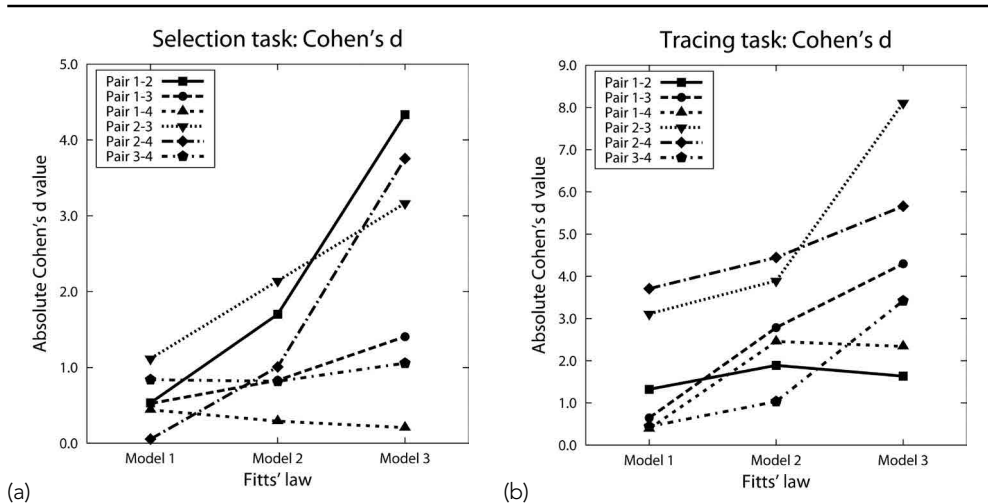 Selection task: Cohen's d
5.0
4.0
3.0
2.0
1.0
0.0
Absolute Cohen's d value
Pair 1-2
Pair 1-3
Pair 1-4
Pair 2-3
Pair 2-4
Pair 3-4
Model 1 Model 2 Model 3
Fitts' law
(a)
Tracing task: Cohen's d
9.0
8.0
7.0
6.0
5.0
4.0
3.0
2.0
1.0
0.0
Absolute Cohen's d value
Pair 1-2
Pair 1-3
Pair 1-4
Pair 2-3
Pair 2-4
Pair 3-4
Model 1 Model 2 Model 3
Fitts' law
(b)